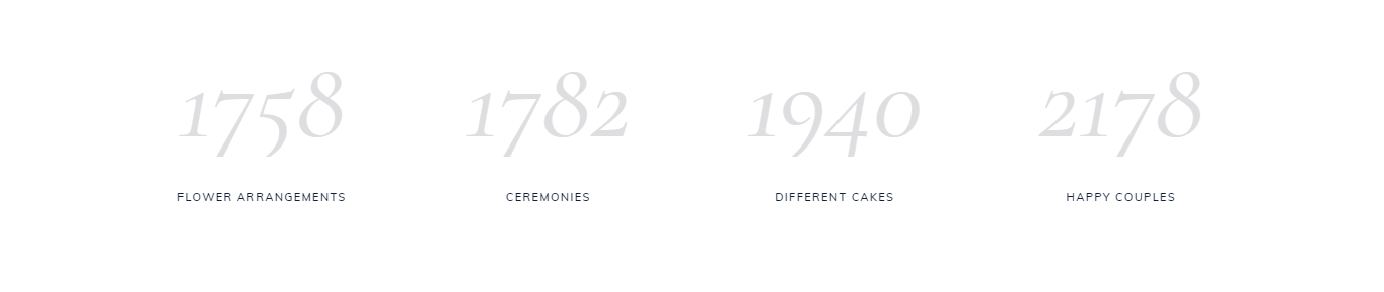 1758 1782 1940 2178
FLOWER ARRANGEMENTS CEREMONIES DIFFERENT CAKES HAPPY COUPLES